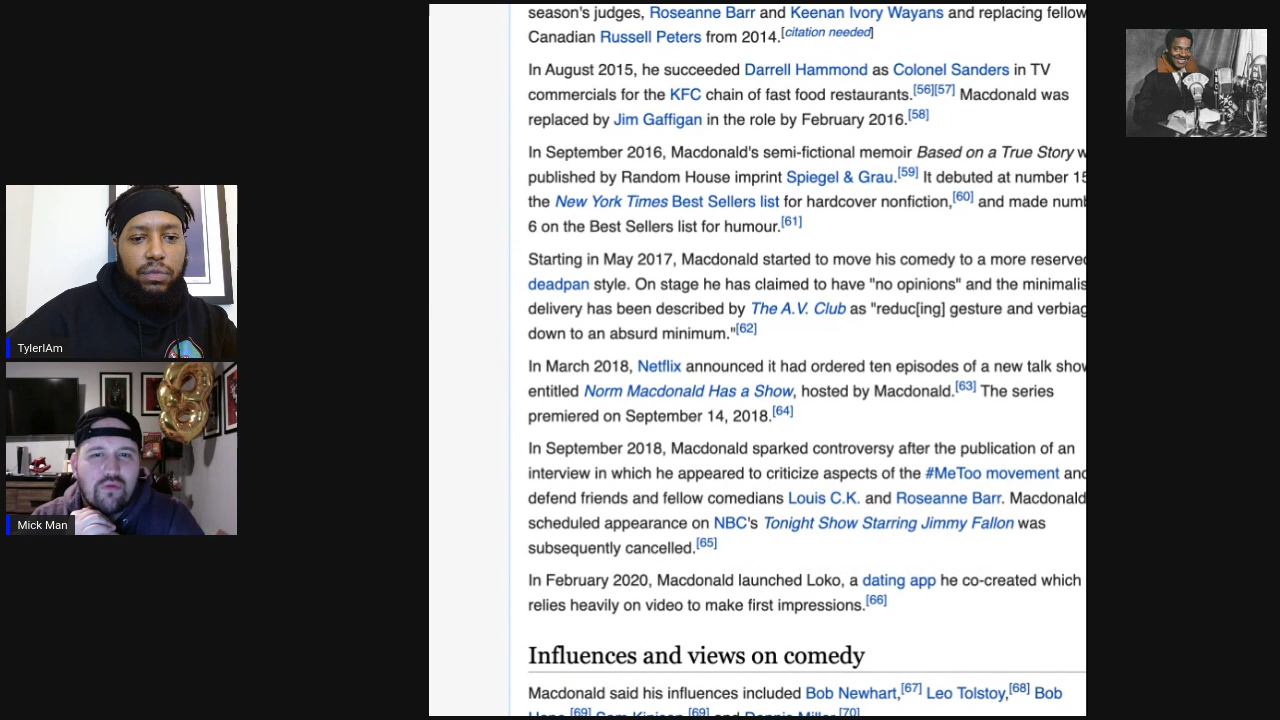 season's judges, Roseanne Barr and Keenan Ivory Wayans and replacing fellow
Canadian Russell Peters from 2014.[citation needed]
In August 2015, he succeeded Darrell Hammond as Colonel Sanders in TV
commercials for the KFC chain of fast food restaurants.[56][57] Macdonald was
replaced by Jim Gaffigan in the role by February 2016.[58]
In September 2016, Macdonald's semi-fictional memoir Based on a True Story w
published by Random House imprint Spiegel & Grau.[59] It debuted at number 15
the New York Times Best Sellers list for hardcover nonfiction,[60] and made numb
6 on the Best Sellers list for humour.[61]
Starting in May 2017, Macdonald started to move his comedy to a more reserved
deadpan style. On stage he has claimed to have "no opinions" and the minimalis
delivery has been described by The A.V. Club as "reduc[ing] gesture and verbiag
down to an absurd minimum."[62]
In March 2018, Netflix announced it had ordered ten episodes of a new talk show
entitled Norm Macdonald Has a Show, hosted by Macdonald.[63] The series
premiered on September 14, 2018.[64]
In September 2018, Macdonald sparked controversy after the publication of an
interview in which he appeared to criticize aspects of the #MeToo movement and
defend friends and fellow comedians Louis C.K. and Roseanne Barr. Macdonald
scheduled appearance on NBC's Tonight Show Starring Jimmy Fallon was
subsequently cancelled.[65]
In February 2020, Macdonald launched Loko, a dating app he co-created which
relies heavily on video to make first impressions.[66]
Influences and views on comedy
Macdonald said his influences included Bob Newhart,[67] Leo Tolstoy,[68] Bob
Hope,[69] Sam Kinison,[69] and Dennis Miller.[70]
TylerIAm
Mick Man